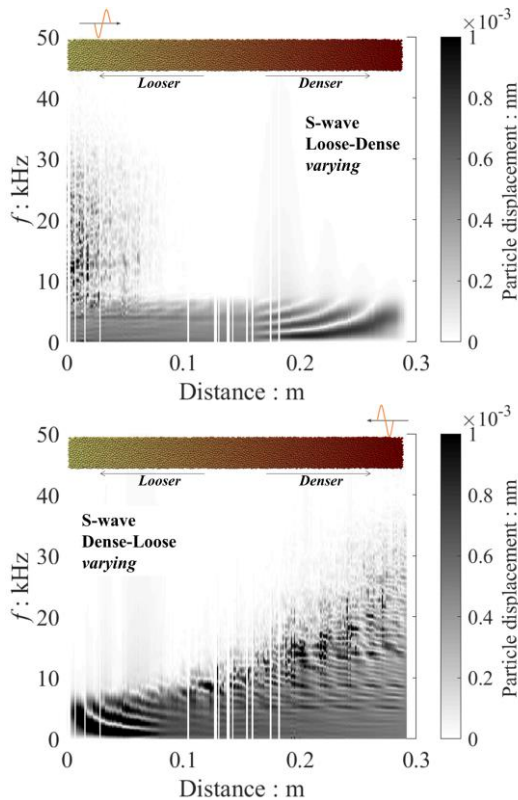 50
40
30
20
10
0
f : kHz
Looser
Denser
S-wave
Loose-Dense
varying
0
0.1
0.2
0.3
Distance : m
×10⁻³
1
0.8
0.6
0.4
0.2
0
Particle displacement : nm
50
40
30
20
10
0
f : kHz
Looser
Denser
S-wave
Dense-Loose
varying
0
0.1
0.2
0.3
Distance : m
×10⁻³
1
0.8
0.6
0.4
0.2
0
Particle displacement : nm